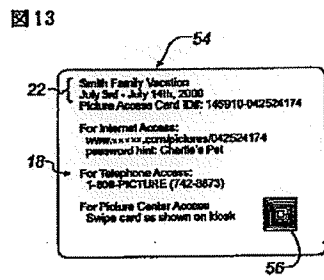 図13
54
22
Smith Family Vacation
July 3rd - July 14th, 2000
Picture Access Card ID#: 145910-042524174
For Internet Access:
www.xxxxx.com/pictures/042524174
password hint: Charlie's Pet
18
For Telephone Access:
1-800-PICTURE (742-8873)
For Picture Center Access
Swipe card as shown on kiosk
56